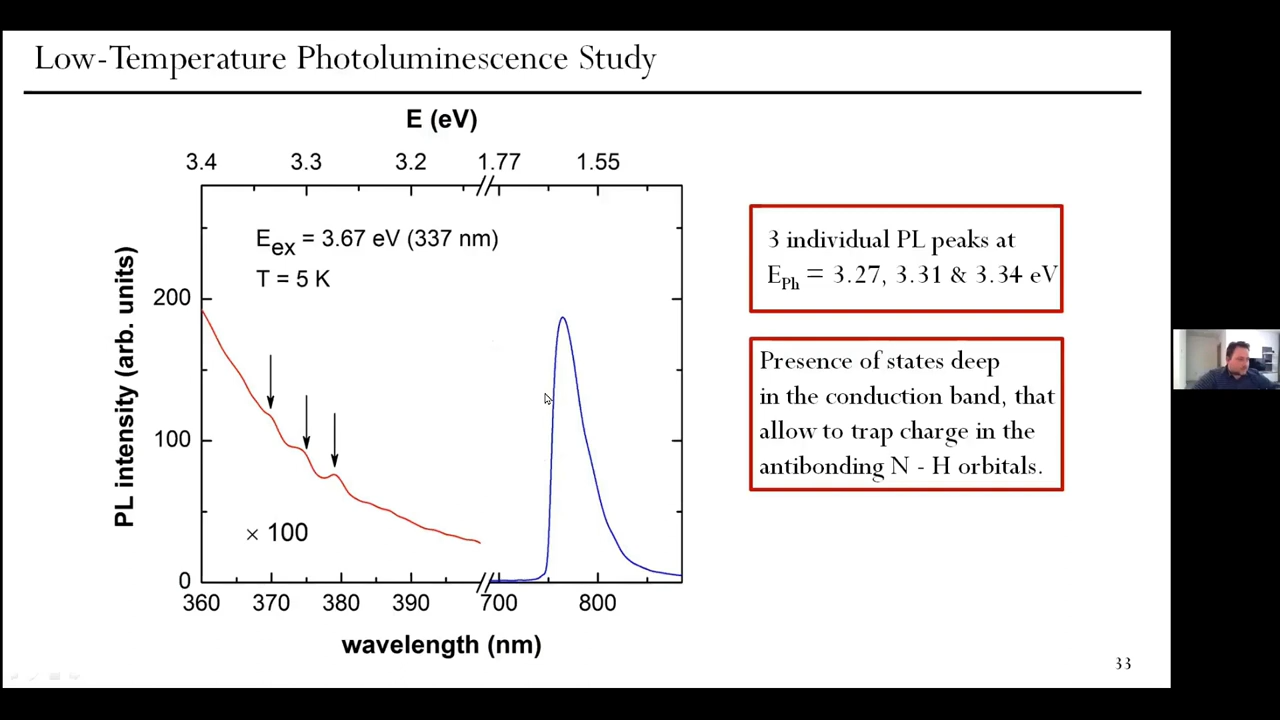 Low-Temperature Photoluminescence Study
E (eV)
3.4 3.3 3.2 1.77 1.55
Eex = 3.67 eV (337 nm)
T = 5 K
PL intensity (arb. units)
200
100
0
× 100
360 370 380 390 700 800
wavelength (nm)
3 individual PL peaks at
EPh = 3.27, 3.31 & 3.34 eV
Presence of states deep
in the conduction band, that
allow to trap charge in the
antibonding N - H orbitals.
33